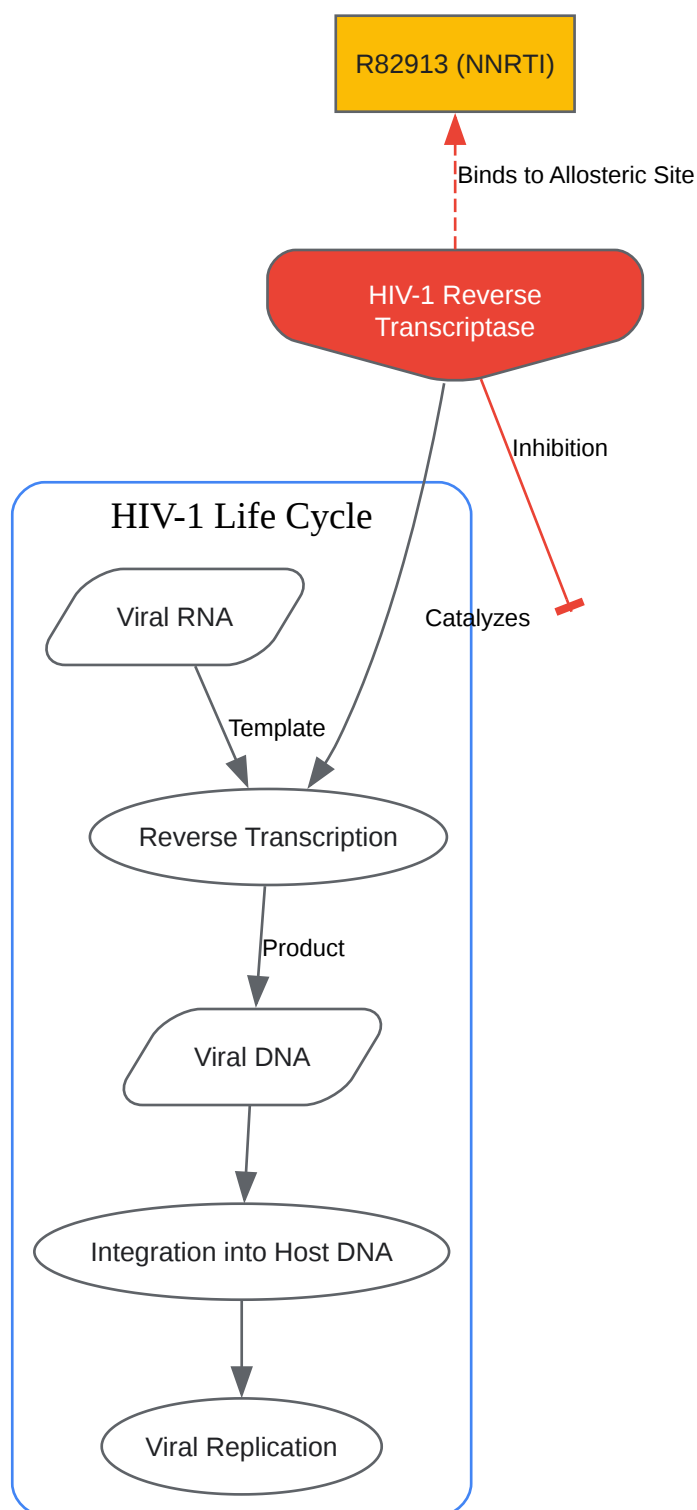 R82913 (NNRTI)
Binds to Allosteric Site
HIV-1 Reverse
Transcriptase
Inhibition
HIV-1 Life Cycle
Viral RNA
Catalyzes
Template
Reverse Transcription
Product
Viral DNA
Integration into Host DNA
Viral Replication